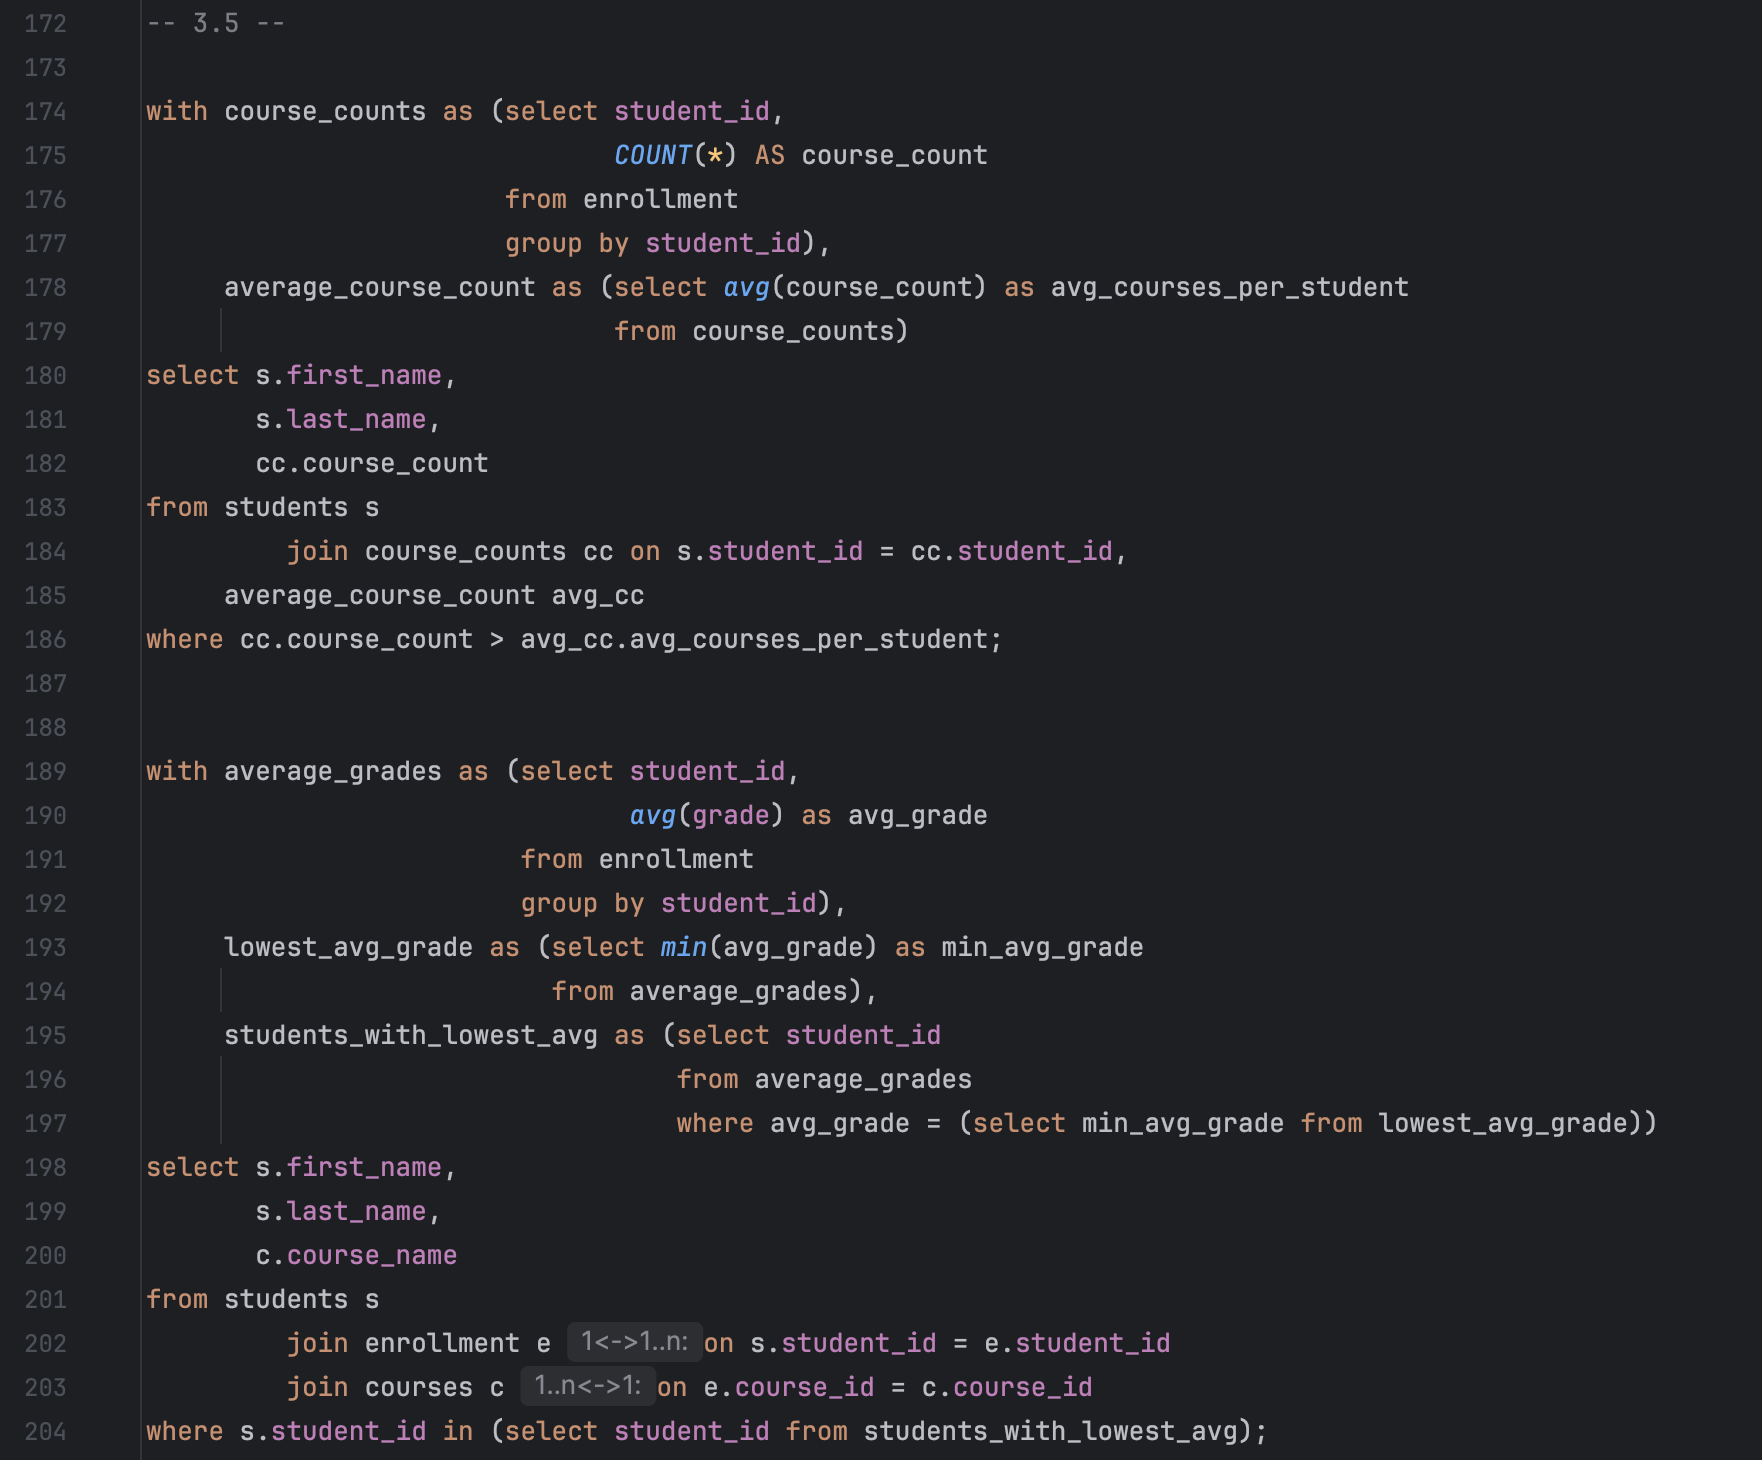 172 -- 3.5 --
173
174 with course_counts as (select student_id,
175 COUNT(*) AS course_count
176 from enrollment
177 group by student_id),
178 average_course_count as (select avg(course_count) as avg_courses_per_student
179 from course_counts)
180 select s.first_name,
181 s.last_name,
182 cc.course_count
183 from students s
184 join course_counts cc on s.student_id = cc.student_id,
185 average_course_count avg_cc
186 where cc.course_count > avg_cc.avg_courses_per_student;
187
188
189 with average_grades as (select student_id,
190 avg(grade) as avg_grade
191 from enrollment
192 group by student_id),
193 lowest_avg_grade as (select min(avg_grade) as min_avg_grade
194 from average_grades),
195 students_with_lowest_avg as (select student_id
196 from average_grades
197 where avg_grade = (select min_avg_grade from lowest_avg_grade))
198 select s.first_name,
199 s.last_name,
200 c.course_name
201 from students s
202 join enrollment e 1<->1..n: on s.student_id = e.student_id
203 join courses c 1..n<->1: on e.course_id = c.course_id
204 where s.student_id in (select student_id from students_with_lowest_avg);